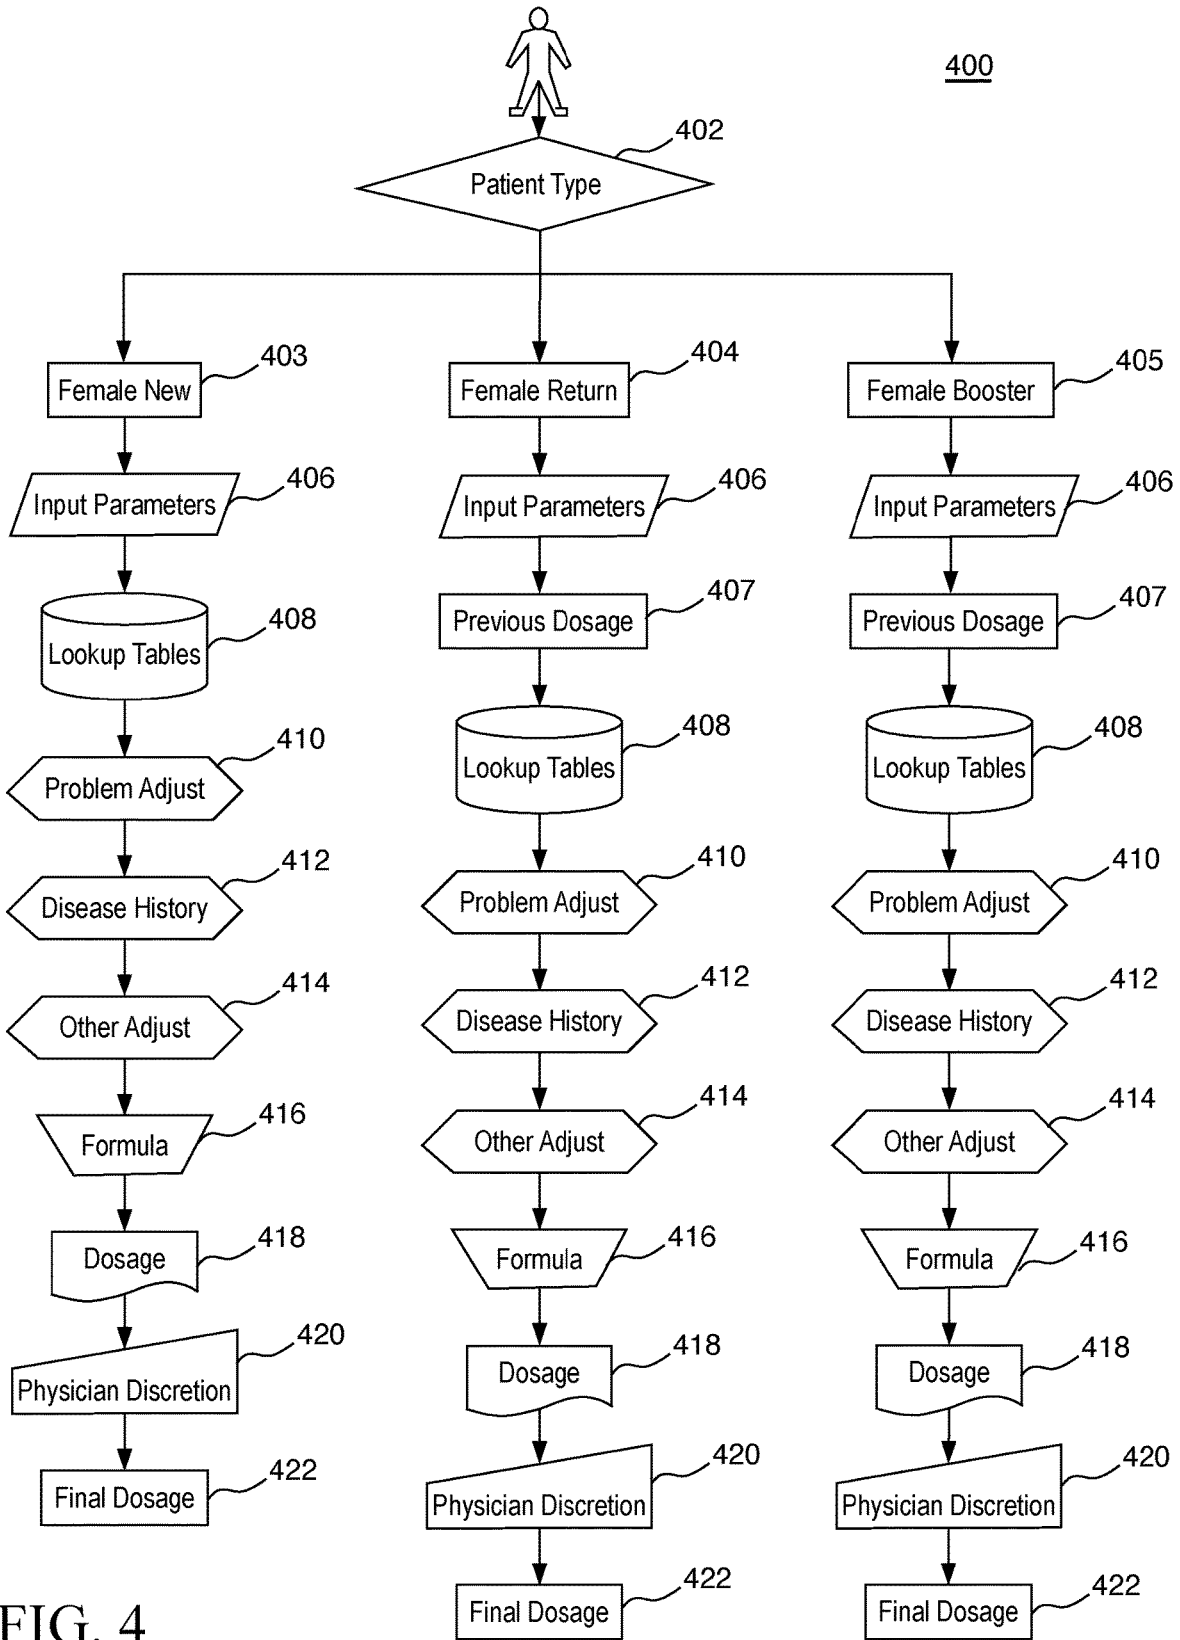 400
402
Patient Type
403
Female New
404
Female Return
405
Female Booster
406
Input Parameters
406
Input Parameters
406
Input Parameters
408
Lookup Tables
407
Previous Dosage
407
Previous Dosage
410
Problem Adjust
408
Lookup Tables
408
Lookup Tables
412
Disease History
410
Problem Adjust
410
Problem Adjust
414
Other Adjust
412
Disease History
412
Disease History
416
Formula
414
Other Adjust
414
Other Adjust
418
Dosage
416
Formula
416
Formula
420
Physician Discretion
418
Dosage
418
Dosage
422
Final Dosage
420
Physician Discretion
420
Physician Discretion
422
Final Dosage
422
Final Dosage
FIG. 4